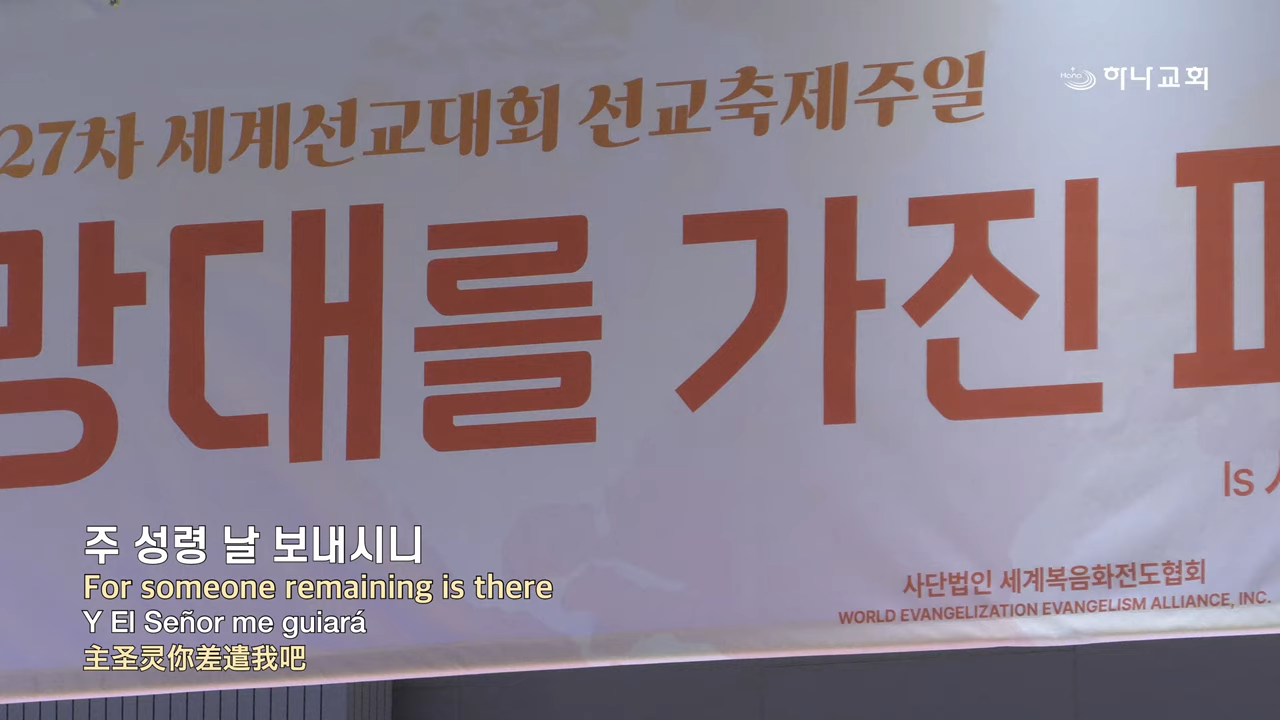 Hana 하나교회
27차 세계선교대회 선교축제주일
망대를 가진
Is
주 성령 날 보내시니
For someone remaining is there
Y El Señor me guiará
主圣灵你差遣我吧
사단법인 세계복음화전도협회
WORLD EVANGELIZATION EVANGELISM ALLIANCE, INC.